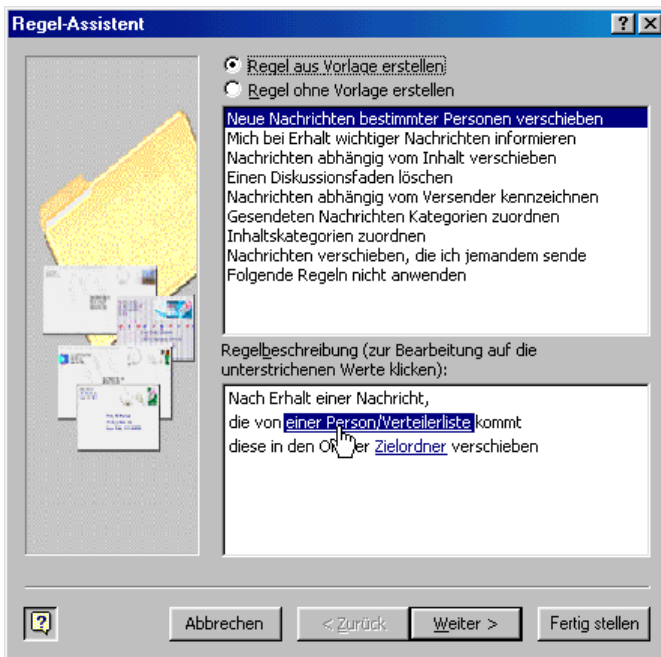 Regel-Assistent
Regel aus Vorlage erstellen
Regel ohne Vorlage erstellen
Neue Nachrichten bestimmter Personen verschieben
Mich bei Erhalt wichtiger Nachrichten informieren
Nachrichten abhängig vom Inhalt verschieben
Einen Diskussionsfaden löschen
Nachrichten abhängig vom Versender kennzeichnen
Gesendeten Nachrichten Kategorien zuordnen
Inhaltskategorien zuordnen
Nachrichten verschieben, die ich jemandem sende
Folgende Regeln nicht anwenden
Regelbeschreibung (zur Bearbeitung auf die
unterstrichenen Werte klicken):
Nach Erhalt einer Nachricht,
die von einer Person/Verteilerliste kommt
diese in den Zielordner verschieben
Abbrechen
< Zurück
Weiter >
Fertig stellen